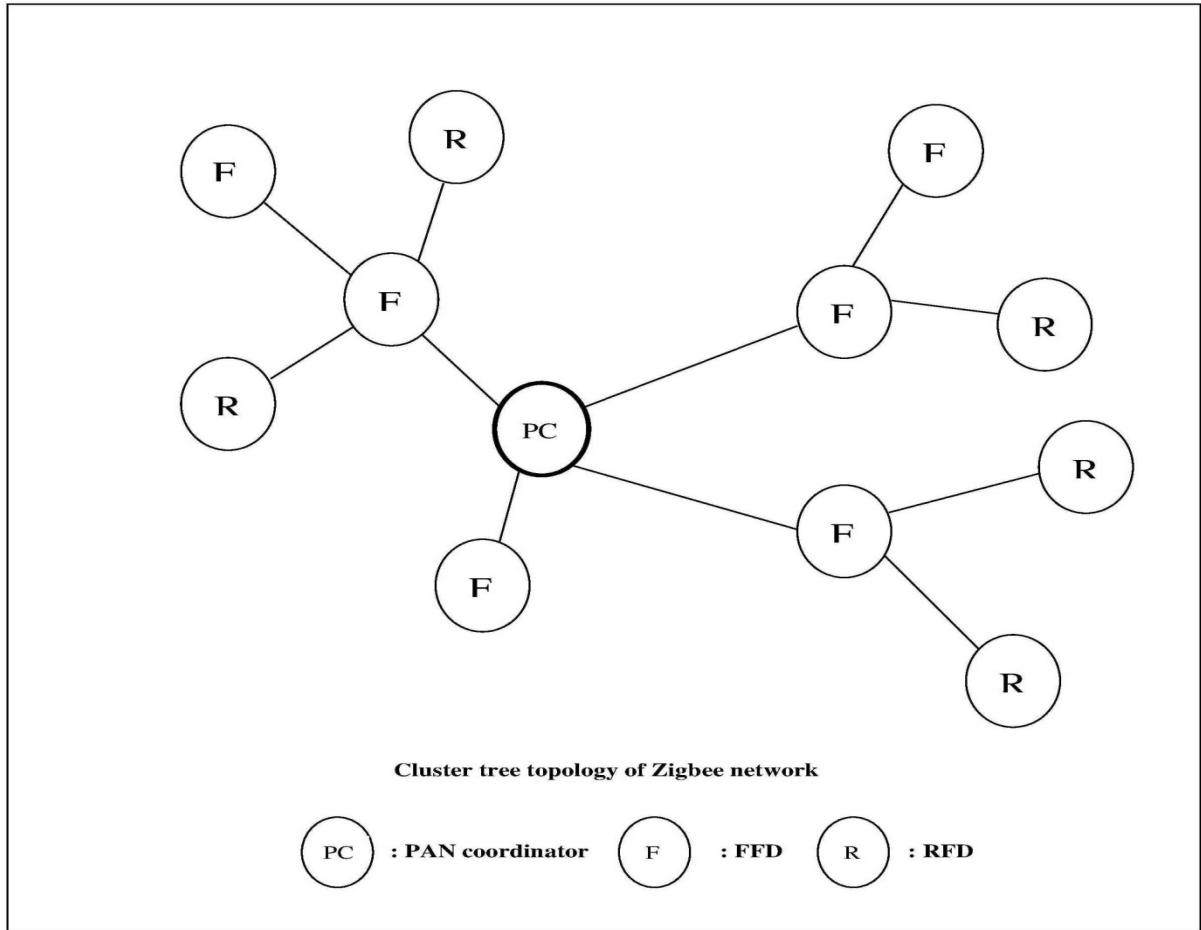 R
F
F
F
F
R
R
PC
R
F
F
R
Cluster tree topology of Zigbee network
PC : PAN coordinator F : FFD R : RFD